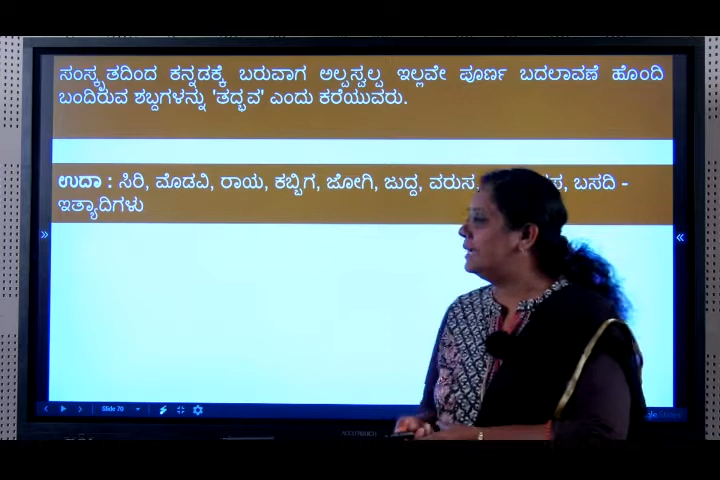 ಸಂಸ್ಕೃತದಿಂದ ಕನ್ನಡಕ್ಕೆ ಬರುವಾಗ ಅಲ್ಪಸ್ವಲ್ಪ ಇಲ್ಲವೇ ಪೂರ್ಣ ಬದಲಾವಣೆ ಹೊಂದಿ
ಬಂದಿರುವ ಶಬ್ದಗಳನ್ನು 'ತದ್ಭವ' ಎಂದು ಕರೆಯುವರು.
ಉದಾ : ಸಿರಿ, ಮೊಡವಿ, ರಾಯ, ಕಬ್ಬಿಗ, ಜೋಗಿ, ಜುದ್ದ, ವರುಸ, ಬಸದಿ -
ಇತ್ಯಾದಿಗಳು
Slide 70